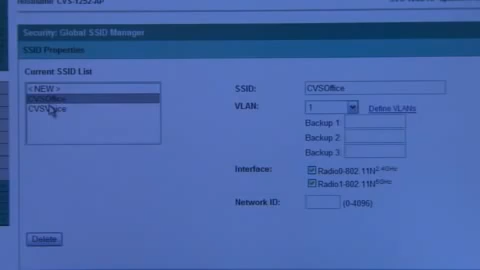 Hostname CVS-1252-AP
Security: Global SSID Manager
SSID Properties
Current SSID List
< NEW >
CVSOffice
CVSVoice
SSID:
CVSOffice
VLAN:
1
Define VLANs
Backup 1:
Backup 2:
Backup 3:
Interface:
Radio0-802.11N2.4GHz
Radio1-802.11N5GHz
Network ID:
(0-4096)
Delete